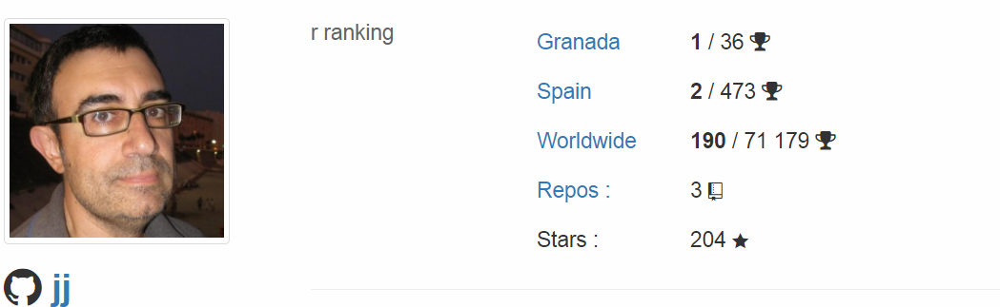 r ranking
Granada 1 / 36
Spain 2 / 473
Worldwide 190 / 71 179
Repos : 3
Stars : 204
jj